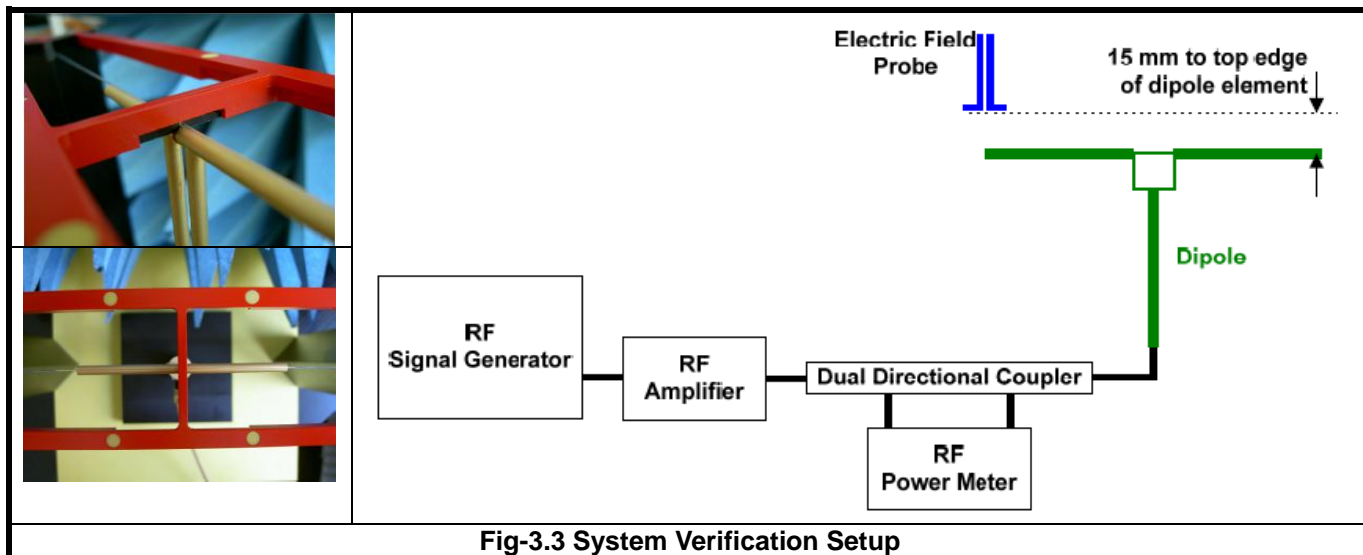 Electric Field
Probe
15 mm to top edge
of dipole element
Dipole
RF
Signal Generator
RF
Amplifier
Dual Directional Coupler
RF
Power Meter
Fig-3.3 System Verification Setup